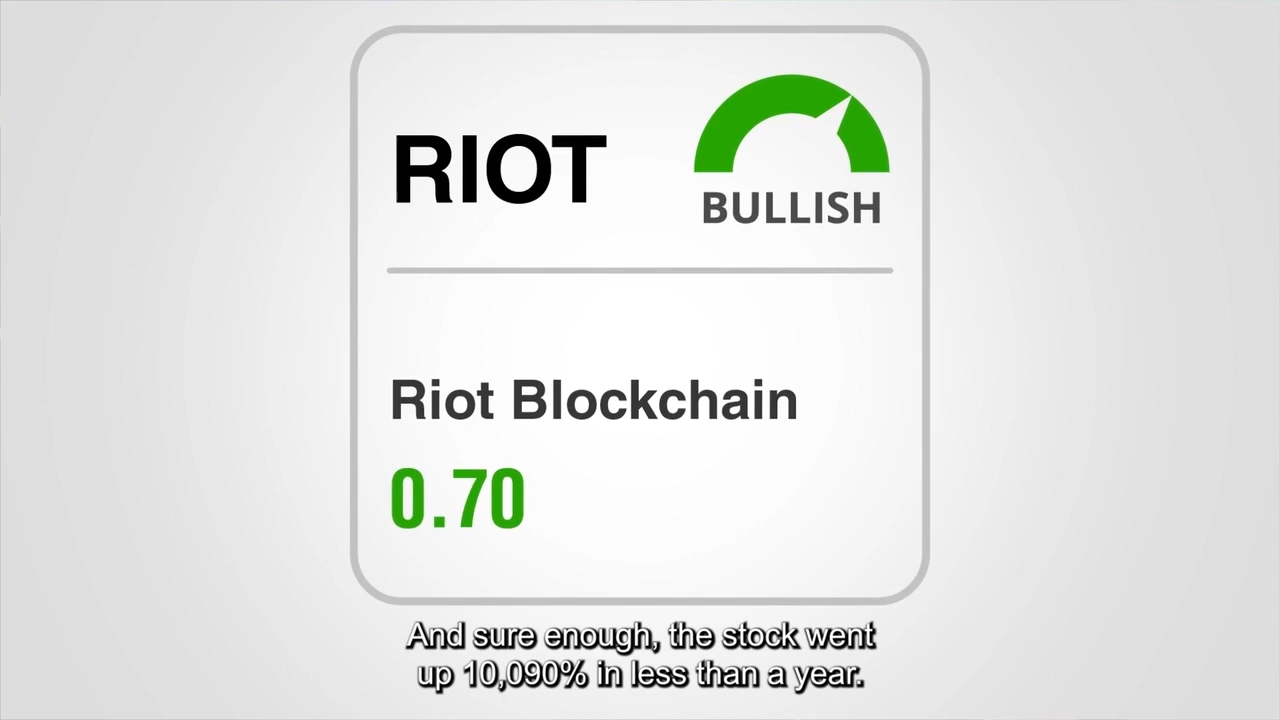 RIOT
BULLISH
Riot Blockchain
0.70
And sure enough, the stock went
up 10,090% in less than a year.